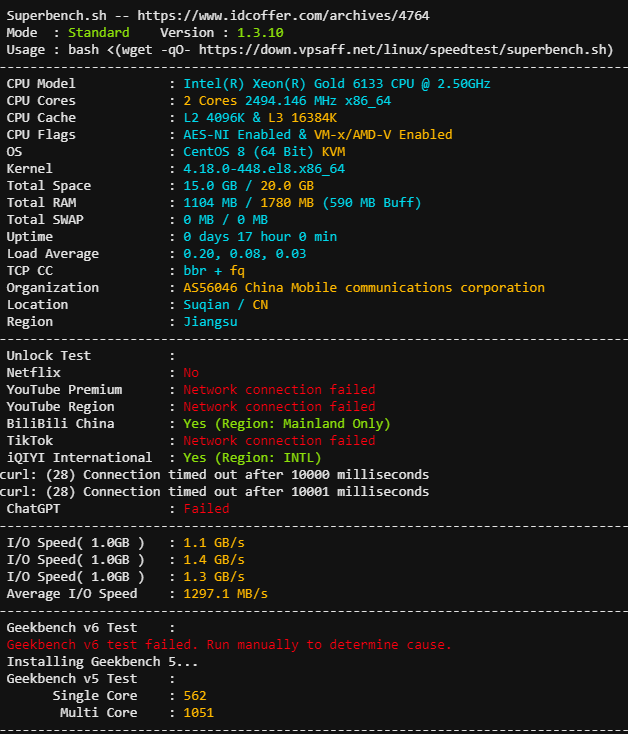 Superbench.sh -- https://www.idcoffer.com/archives/4764
Mode  : Standard    Version : 1.3.10
Usage : bash <(wget -qO- https://down.vpsaff.net/linux/speedtest/superbench.sh)
----------------------------------------------------------------------------------
CPU Model            : Intel(R) Xeon(R) Gold 6133 CPU @ 2.50GHz
CPU Cores            : 2 Cores 2494.146 MHz x86_64
CPU Cache            : L2 4096K & L3 16384K
CPU Flags            : AES-NI Enabled & VM-x/AMD-V Enabled
OS                   : CentOS 8 (64 Bit) KVM
Kernel               : 4.18.0-448.el8.x86_64
Total Space          : 15.0 GB / 20.0 GB
Total RAM            : 1104 MB / 1780 MB (590 MB Buff)
Total SWAP           : 0 MB / 0 MB
Uptime               : 0 days 17 hour 0 min
Load Average         : 0.20, 0.08, 0.03
TCP CC               : bbr + fq
Organization         : AS56046 China Mobile communications corporation
Location             : Suqian / CN
Region               : Jiangsu
----------------------------------------------------------------------------------
Unlock Test          :
Netflix              : No
YouTube Premium      : Network connection failed
YouTube Region       : Network connection failed
BiliBili China       : Yes (Region: Mainland Only)
TikTok               : Network connection failed
iQIYI International  : Yes (Region: INTL)
curl: (28) Connection timed out after 10000 milliseconds
curl: (28) Connection timed out after 10001 milliseconds
ChatGPT              : Failed
----------------------------------------------------------------------------------
I/O Speed( 1.0GB )   : 1.1 GB/s
I/O Speed( 1.0GB )   : 1.4 GB/s
I/O Speed( 1.0GB )   : 1.3 GB/s
Average I/O Speed    : 1297.1 MB/s
----------------------------------------------------------------------------------
Geekbench v6 Test    :
Geekbench v6 test failed. Run manually to determine cause.
Installing Geekbench 5...
Geekbench v5 Test    :
Single Core    : 562
Multi Core    : 1051
----------------------------------------------------------------------------------